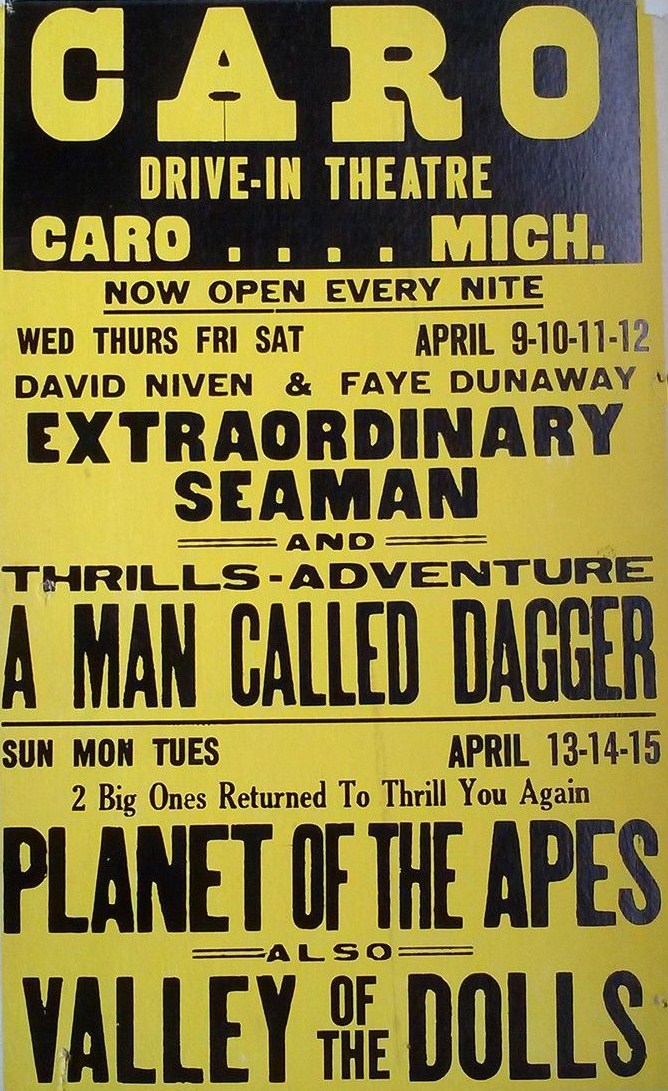 CARO
DRIVE-IN THEATRE
CARO .... MICH.
NOW OPEN EVERY NITE
WED THURS FRI SAT APRIL 9-10-11-12
DAVID NIVEN & FAYE DUNAWAY
EXTRAORDINARY
SEAMAN
AND
THRILLS-ADVENTURE
A MAN CALLED DAGGER
SUN MON TUES APRIL 13-14-15
2 Big Ones Returned To Thrill You Again
PLANET OF THE APES
ALSO
VALLEY OF THE DOLLS